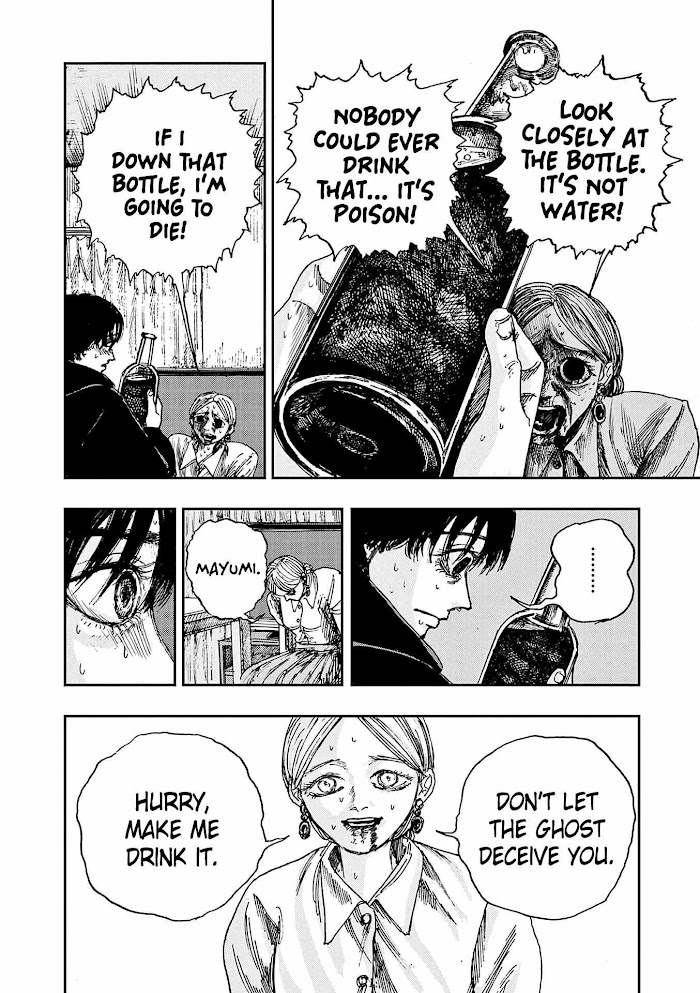 LOOK
CLOSELY AT
THE BOTTLE.
IT'S NOT
WATER!
NOBODY
COULD EVER
DRINK
THAT... IT'S
POISON!
IF I
DOWN THAT
BOTTLE, I'M
GOING TO
DIE!
.........
MAYUMI.
DON'T LET
THE GHOST
DECEIVE YOU.
HURRY,
MAKE ME
DRINK IT.